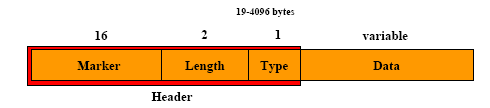 19-4096 bytes
16 2 1 variable
Marker Length Type Data
Header